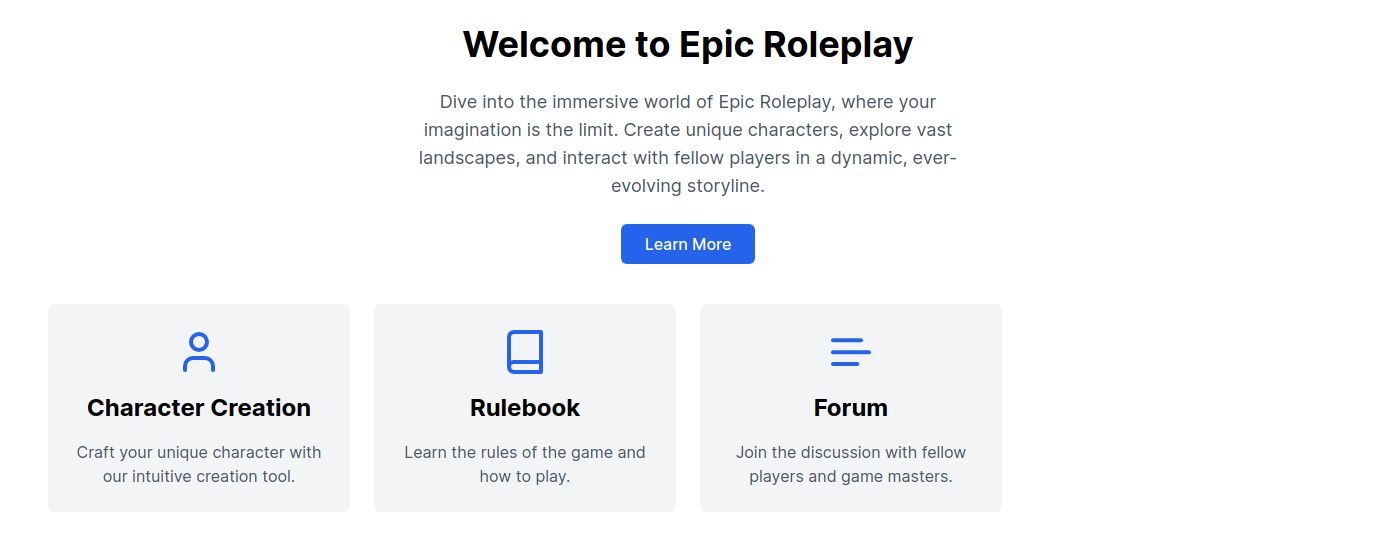 Welcome to Epic Roleplay
Dive into the immersive world of Epic Roleplay, where your
imagination is the limit. Create unique characters, explore vast
landscapes, and interact with fellow players in a dynamic, ever-
evolving storyline.
Learn More
Character Creation
Craft your unique character with
our intuitive creation tool.
Rulebook
Learn the rules of the game and
how to play.
Forum
Join the discussion with fellow
players and game masters.